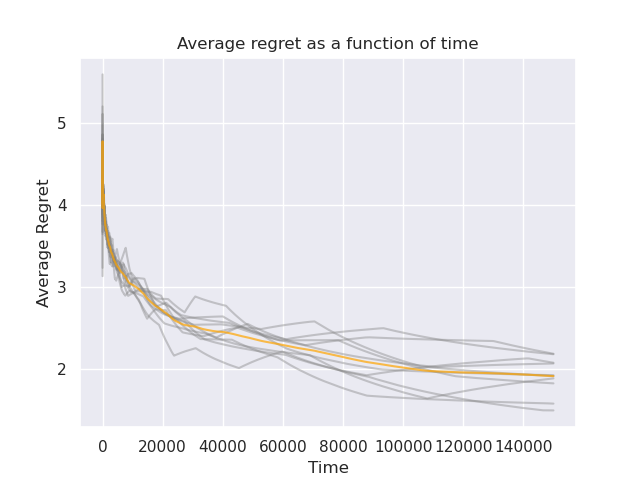 Average regret as a function of time
5
4
3
2
Average Regret
0 20000 40000 60000 80000 100000 120000 140000
Time